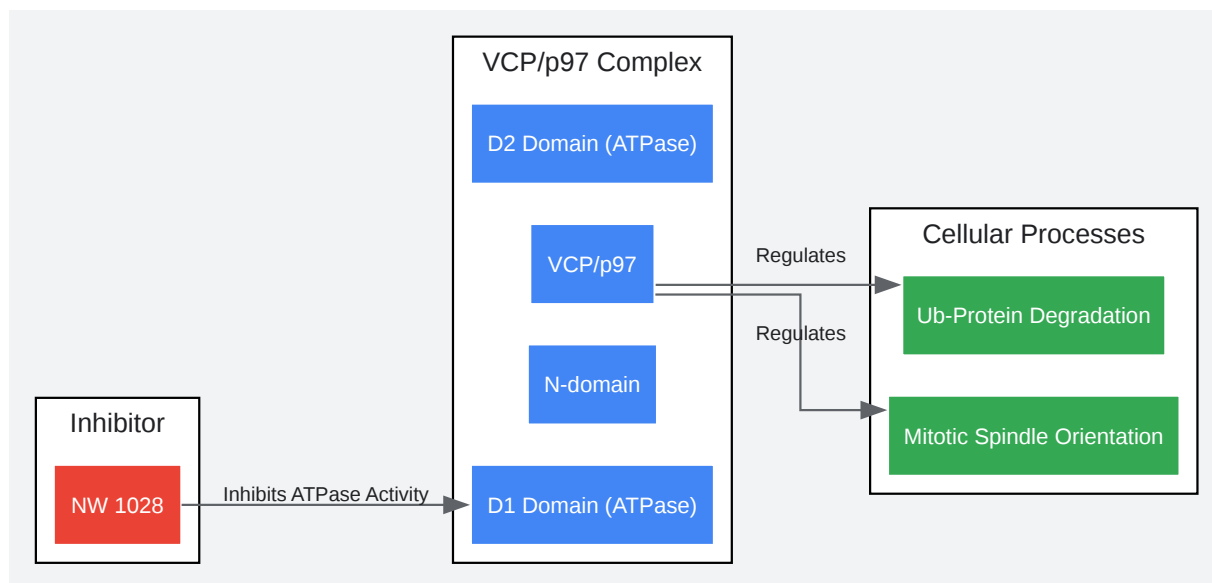 VCP/p97 Complex
D2 Domain (ATPase)
VCP/p97
N-domain
D1 Domain (ATPase)
Inhibitor
NW 1028
Inhibits ATPase Activity
Regulates
Regulates
Cellular Processes
Ub-Protein Degradation
Mitotic Spindle Orientation